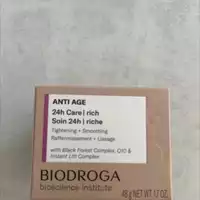 ANTI AGE
24h Care | rich
Soin 24h | riche
Tightening + Smoothing
Raffermissement + Lissage
with Black Forest Complex, Q10 &
Instant Lift Complex
BIODROGA
bioscience institute
48 g NET WT. 1.7 OZ.